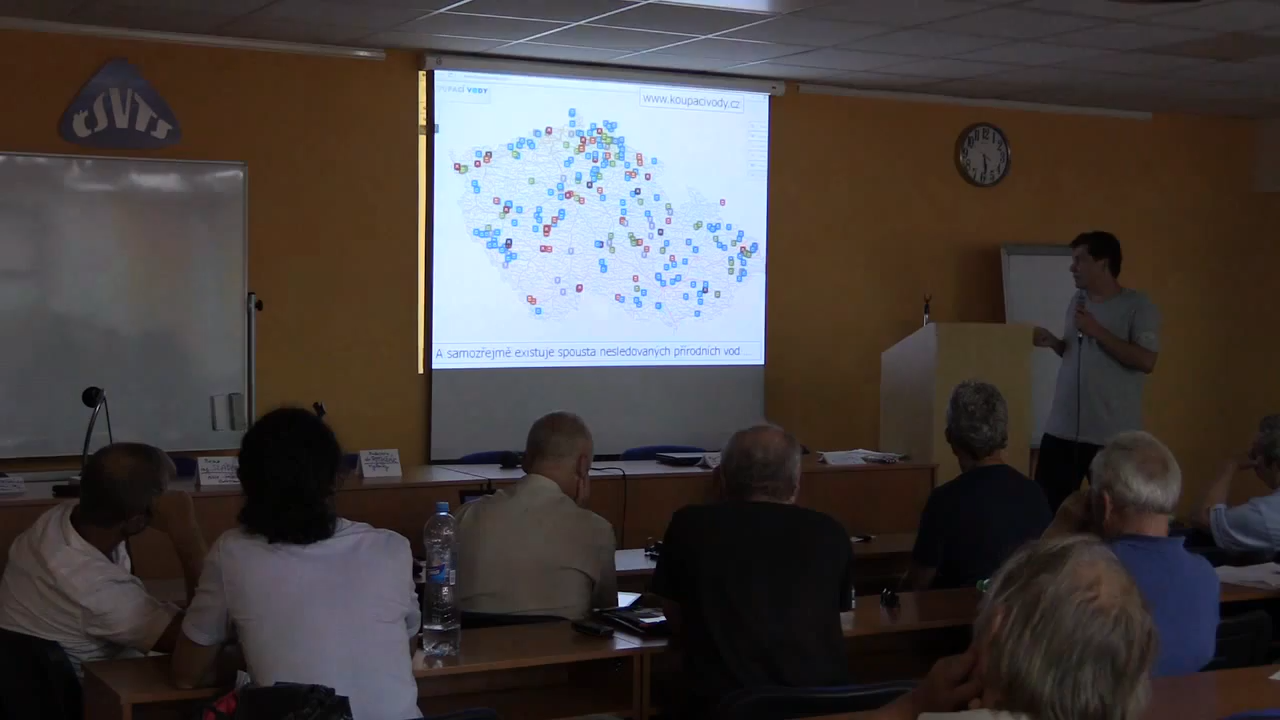 ČSVTS
KOUPACÍ VODY
www.koupacivody.cz
A samozřejmě existuje spousta nesledovaných přírodních vod ...